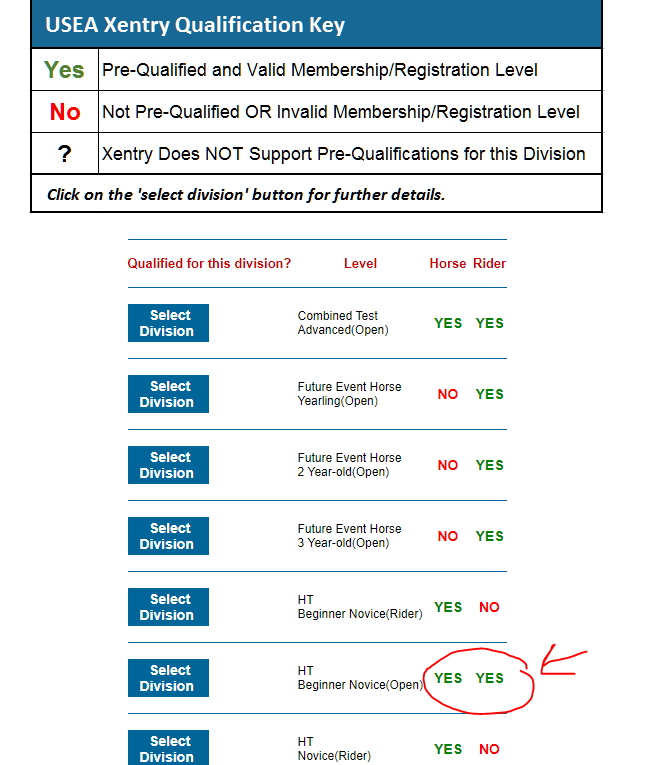 USEA Xentry Qualification Key
Yes Pre-Qualified and Valid Membership/Registration Level
No Not Pre-Qualified OR Invalid Membership/Registration Level
? Xentry Does NOT Support Pre-Qualifications for this Division
Click on the 'select division' button for further details.
Qualified for this division? Level Horse Rider
Select Division
Combined Test
Advanced(Open)
YES YES
Select Division
Future Event Horse
Yearling(Open)
NO YES
Select Division
Future Event Horse
2 Year-old(Open)
NO YES
Select Division
Future Event Horse
3 Year-old(Open)
NO YES
Select Division
HT
Beginner Novice(Rider)
YES NO
Select Division
HT
Beginner Novice(Open)
YES YES
Select Division
HT
Novice(Rider)
YES NO